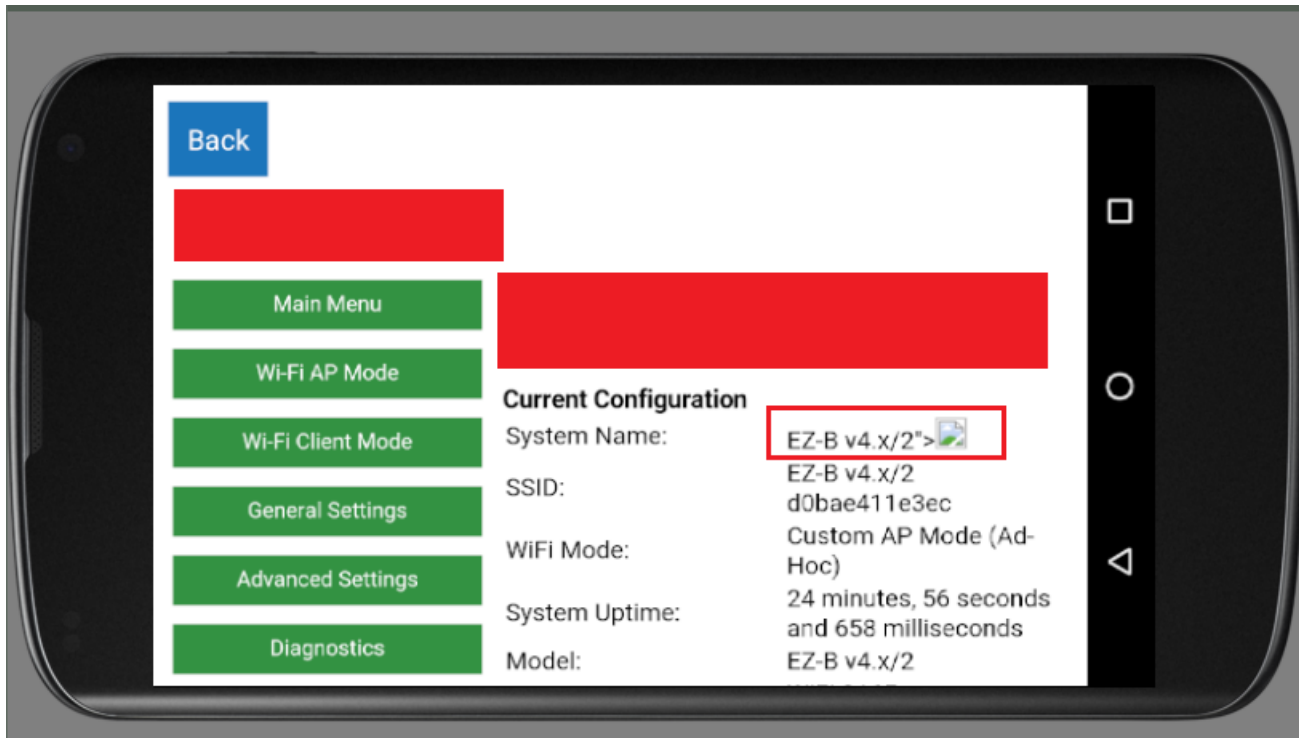 Back
Main Menu
Wi-Fi AP Mode
Wi-Fi Client Mode
General Settings
Advanced Settings
Diagnostics
Current Configuration
System Name: EZ-B v4.x/2">
SSID: EZ-B v4.x/2
d0bae411e3ec
WiFi Mode: Custom AP Mode (Ad-
Hoc)
System Uptime: 24 minutes, 56 seconds
and 658 milliseconds
Model: EZ-B v4.x/2